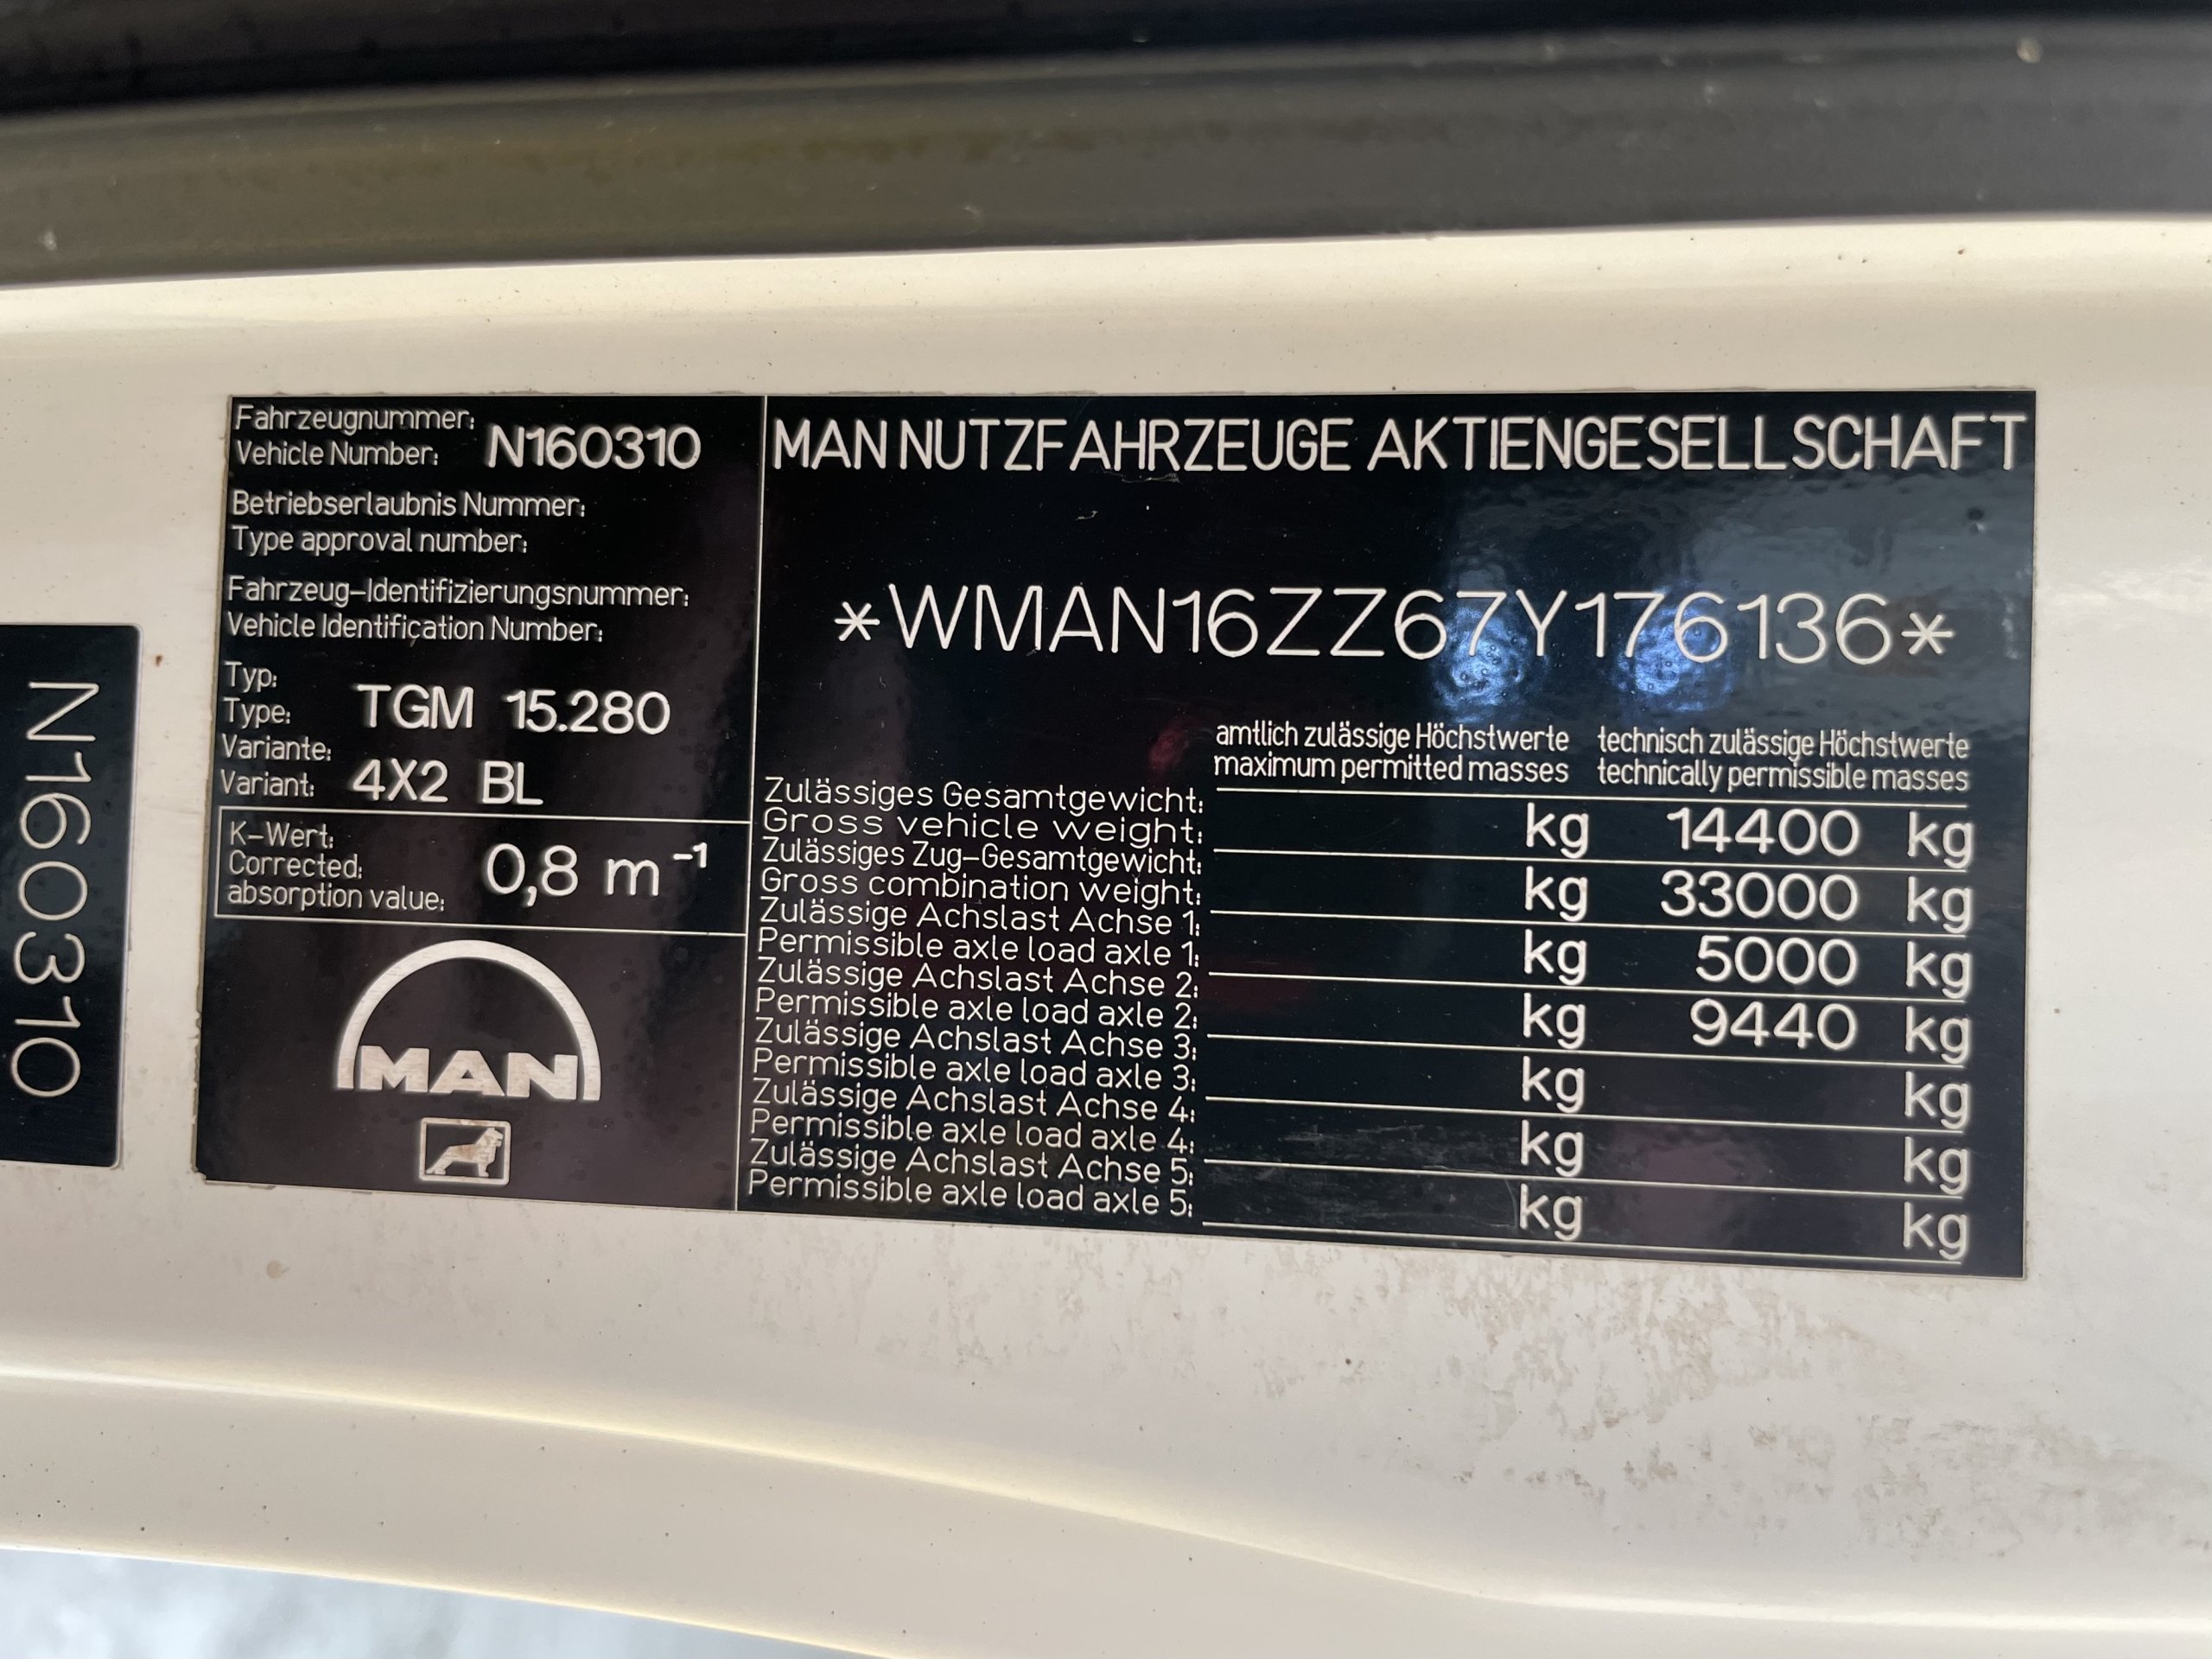 N160310
Fahrzeugnummer:
Vehicle Number: N160310
Betriebserlaubnis Nummer:
Type approval number:
Fahrzeug-Identifizierungsnummer:
Vehicle Identification Number:
Typ:
Type: TGM 15.280
Variante:
Variant: 4X2 BL
K-Wert:
Corrected: 0,8 m⁻¹
absorption value:
MAN
MAN NUTZFAHRZEUGE AKTIENGESELLSCHAFT
*WMAN16ZZ67Y176136*
amtlich zulässige Höchstwerte technisch zulässige Höchstwerte
maximum permitted masses technically permissible masses
Zulässiges Gesamtgewicht:
Gross vehicle weight: kg 14400 kg
Zulässiges Zug-Gesamtgewicht:
Gross combination weight: kg 33000 kg
Zulässige Achslast Achse 1:
Permissible axle load axle 1: kg 5000 kg
Zulässige Achslast Achse 2:
Permissible axle load axle 2: kg 9440 kg
Zulässige Achslast Achse 3:
Permissible axle load axle 3: kg kg
Zulässige Achslast Achse 4:
Permissible axle load axle 4: kg kg
Zulässige Achslast Achse 5:
Permissible axle load axle 5: kg kg